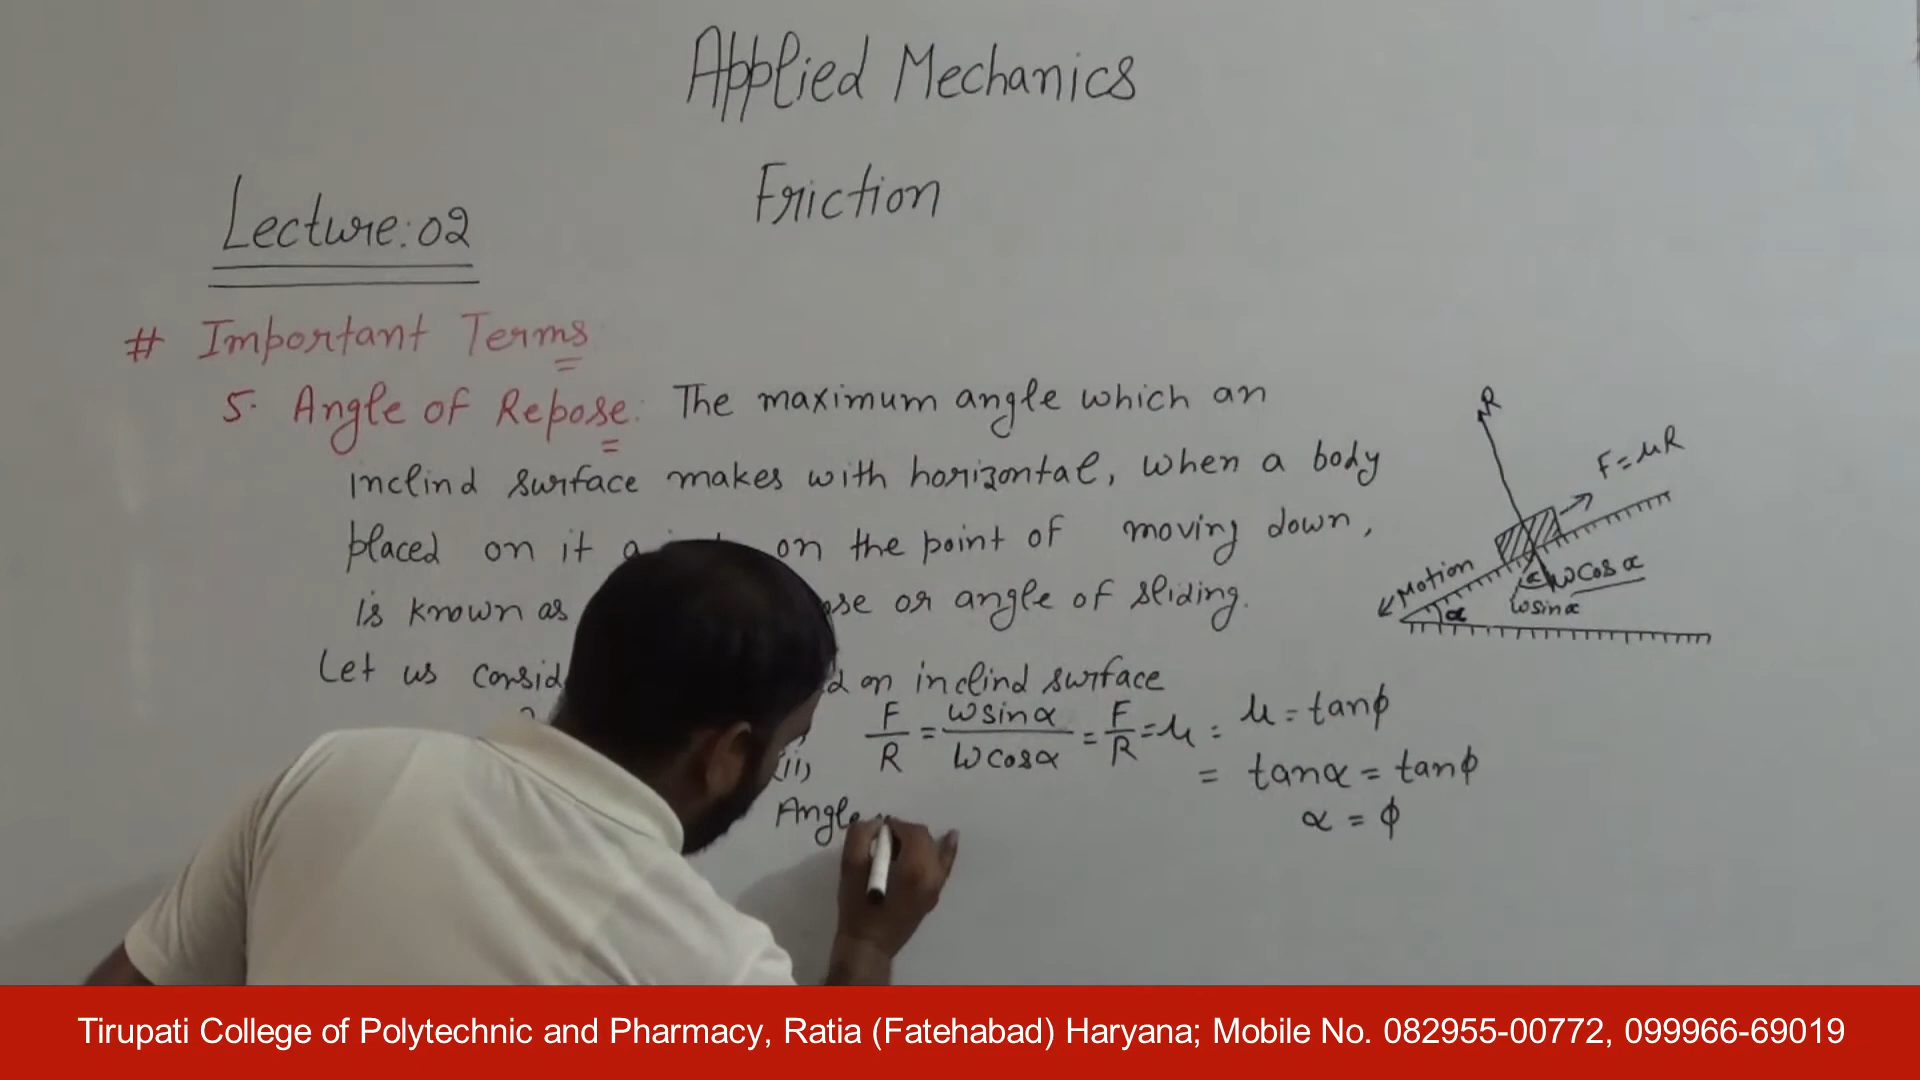 Applied Mechanics
Friction
Lecture:02
# Important Terms
5. Angle of Repose: The maximum angle which an
inclind surface makes with horizontal, when a body
placed on it on the point of moving down,
is known as or angle of sliding.
Let us on inclind surface
F/R = wsinα/wcosα = F/R = μ = μ = tanϕ
(ii) = tanα = tanϕ
Angle α = ϕ
R
F = μR
Motion
α
α
wcosα
wsinα
Tirupati College of Polytechnic and Pharmacy, Ratia (Fatehabad) Haryana; Mobile No. 082955-00772, 099966-69019